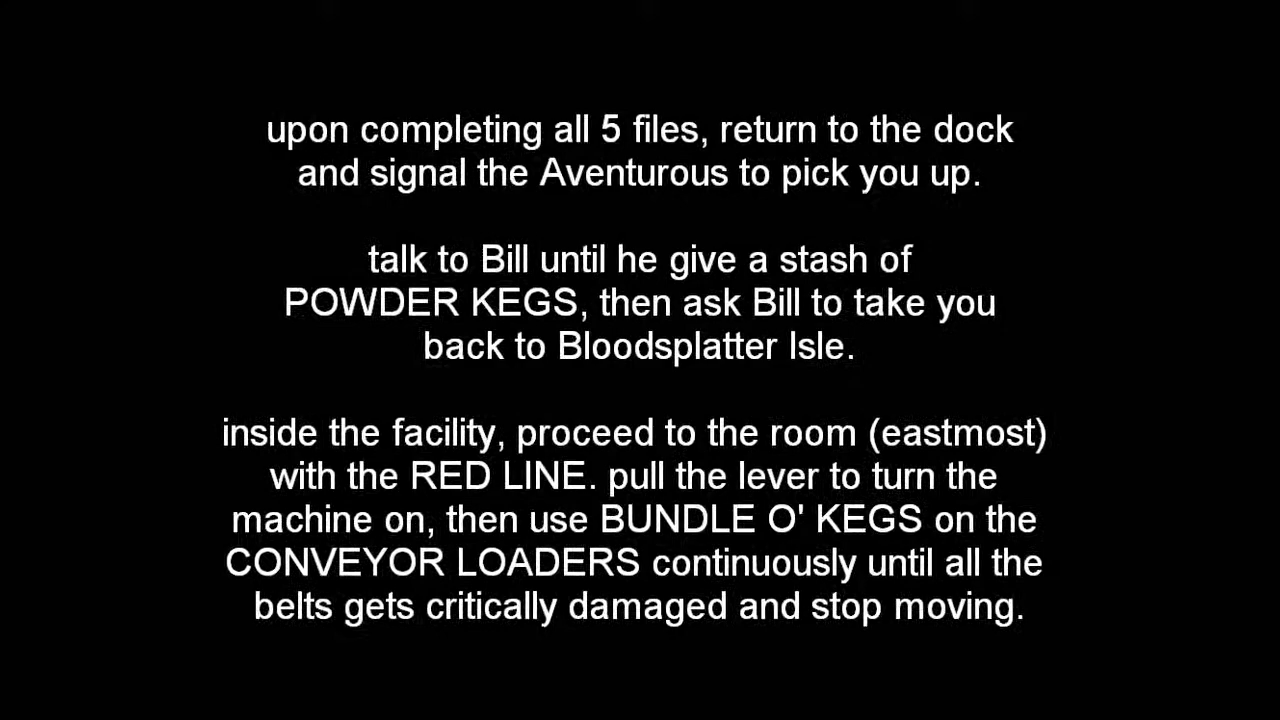 upon completing all 5 files, return to the dock
and signal the Aventurous to pick you up.
talk to Bill until he give a stash of
POWDER KEGS, then ask Bill to take you
back to Bloodsplatter Isle.
inside the facility, proceed to the room (eastmost)
with the RED LINE. pull the lever to turn the
machine on, then use BUNDLE O' KEGS on the
CONVEYOR LOADERS continuously until all the
belts gets critically damaged and stop moving.